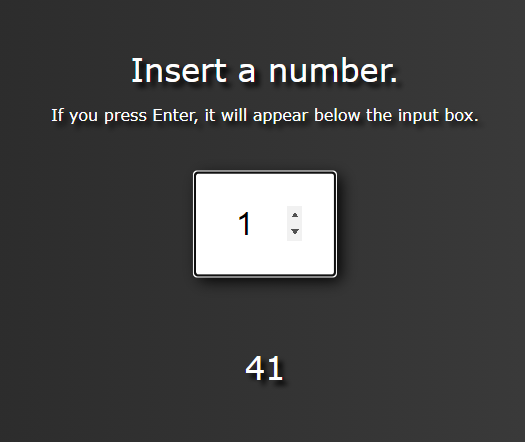 Insert a number.
If you press Enter, it will appear below the input box.
1
41